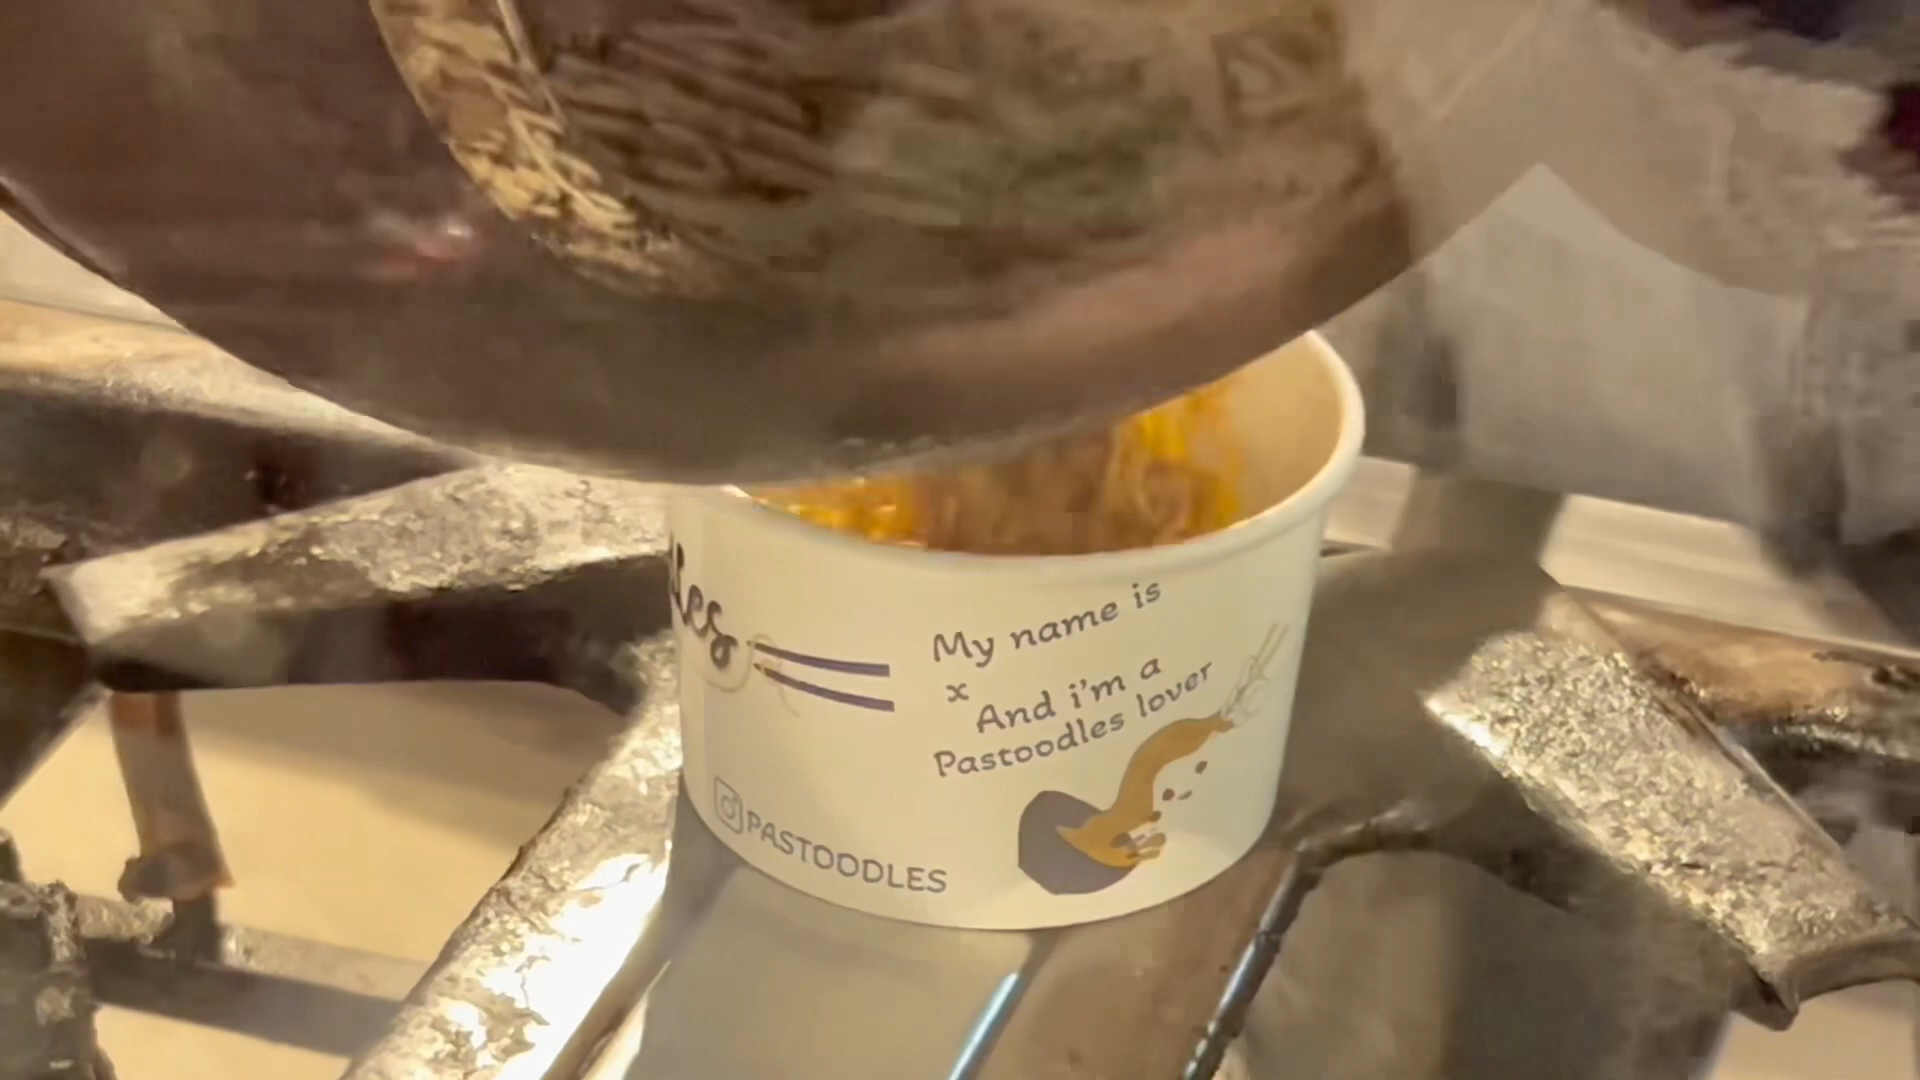 My name is
x
And i'm a
Pastoodles lover
PASTOODLES